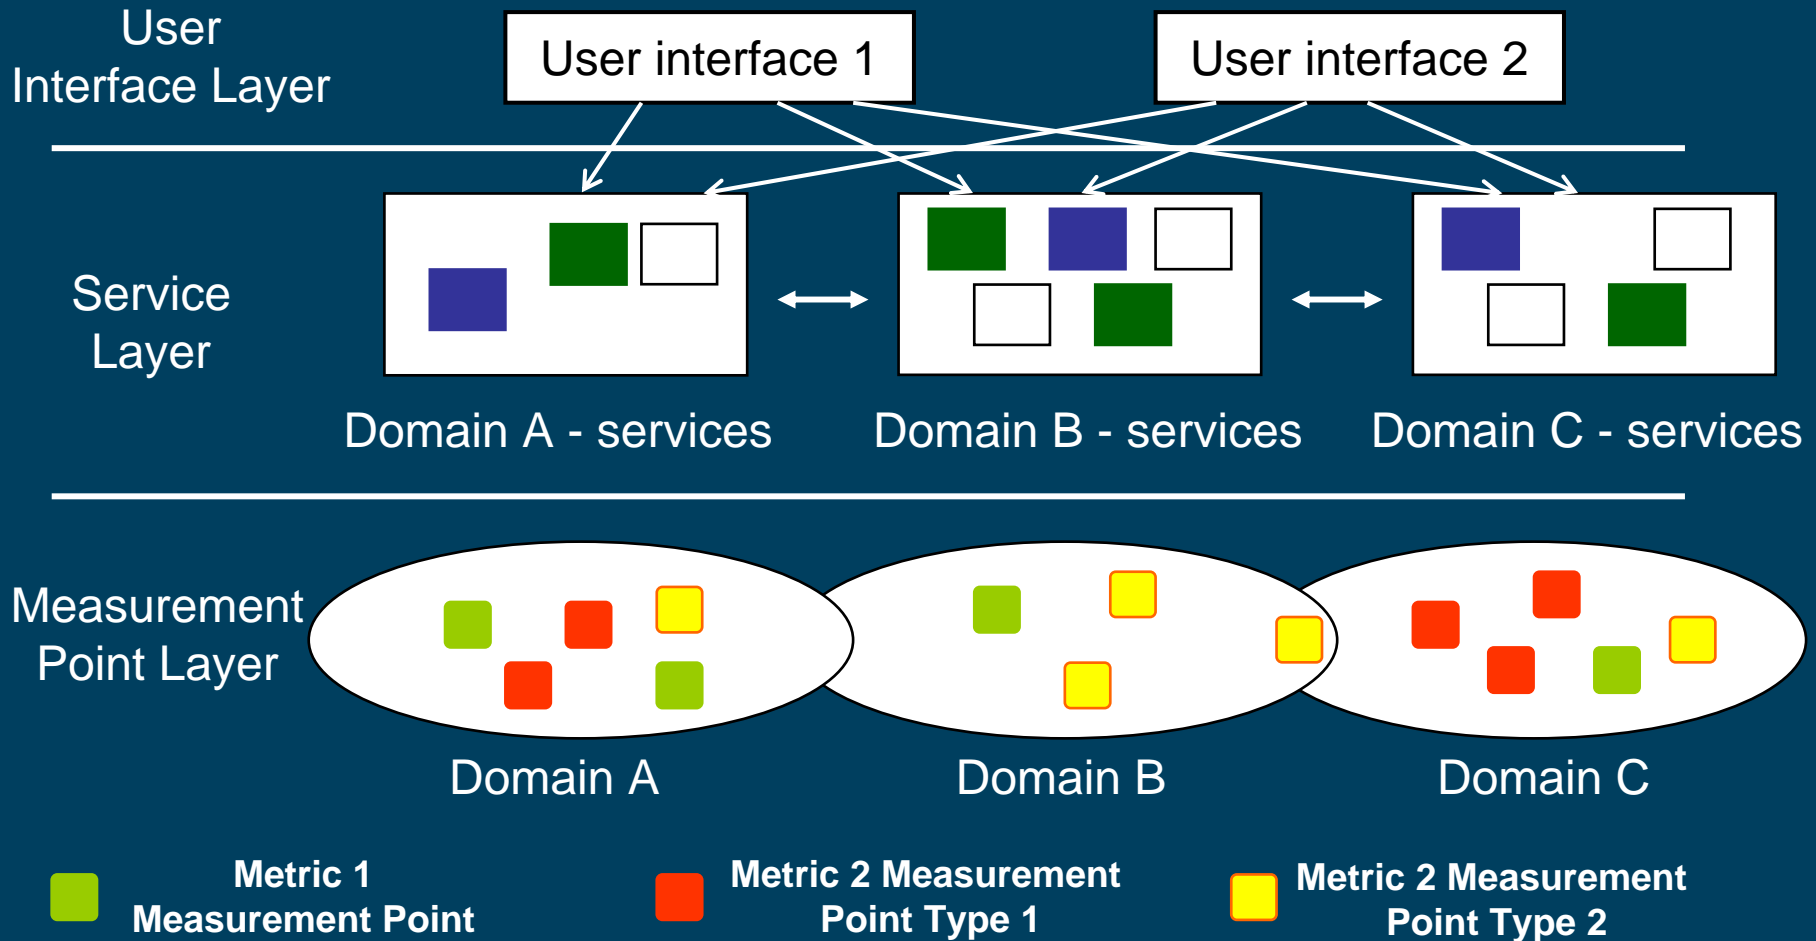 User
Interface Layer
User interface 1
User interface 2
Service
Layer
Domain A - services
Domain B - services
Domain C - services
Measurement
Point Layer
Domain A
Domain B
Domain C
Metric 1
Measurement Point
Metric 2 Measurement
Point Type 1
Metric 2 Measurement
Point Type 2